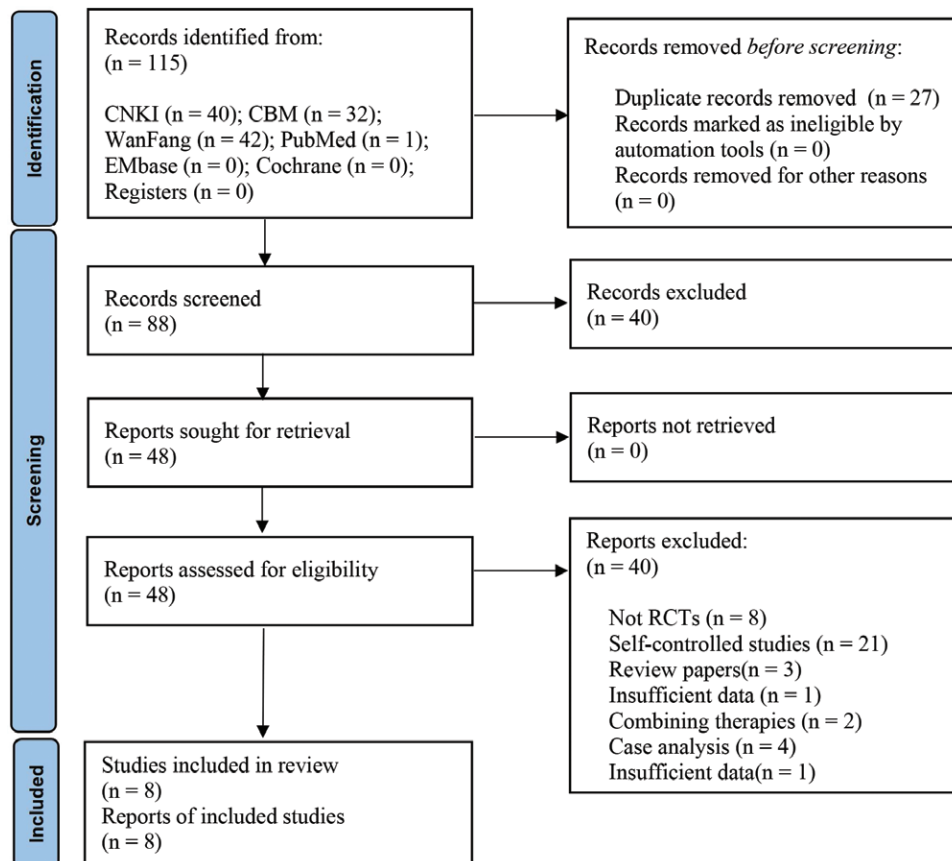 Identification
Records identified from:
(n = 115)
CNKI (n = 40); CBM (n = 32);
WanFang (n = 42); PubMed (n = 1);
EMbase (n = 0); Cochrane (n = 0);
Registers (n = 0)
Records removed before screening:
Duplicate records removed (n = 27)
Records marked as ineligible by
automation tools (n = 0)
Records removed for other reasons
(n = 0)
Screening
Records screened
(n = 88)
Records excluded
(n = 40)
Reports sought for retrieval
(n = 48)
Reports not retrieved
(n = 0)
Reports assessed for eligibility
(n = 48)
Reports excluded:
(n = 40)
Not RCTs (n = 8)
Self-controlled studies (n = 21)
Review papers(n = 3)
Insufficient data (n = 1)
Combining therapies (n = 2)
Case analysis (n = 4)
Insufficient data(n = 1)
Included
Studies included in review
(n = 8)
Reports of included studies
(n = 8)